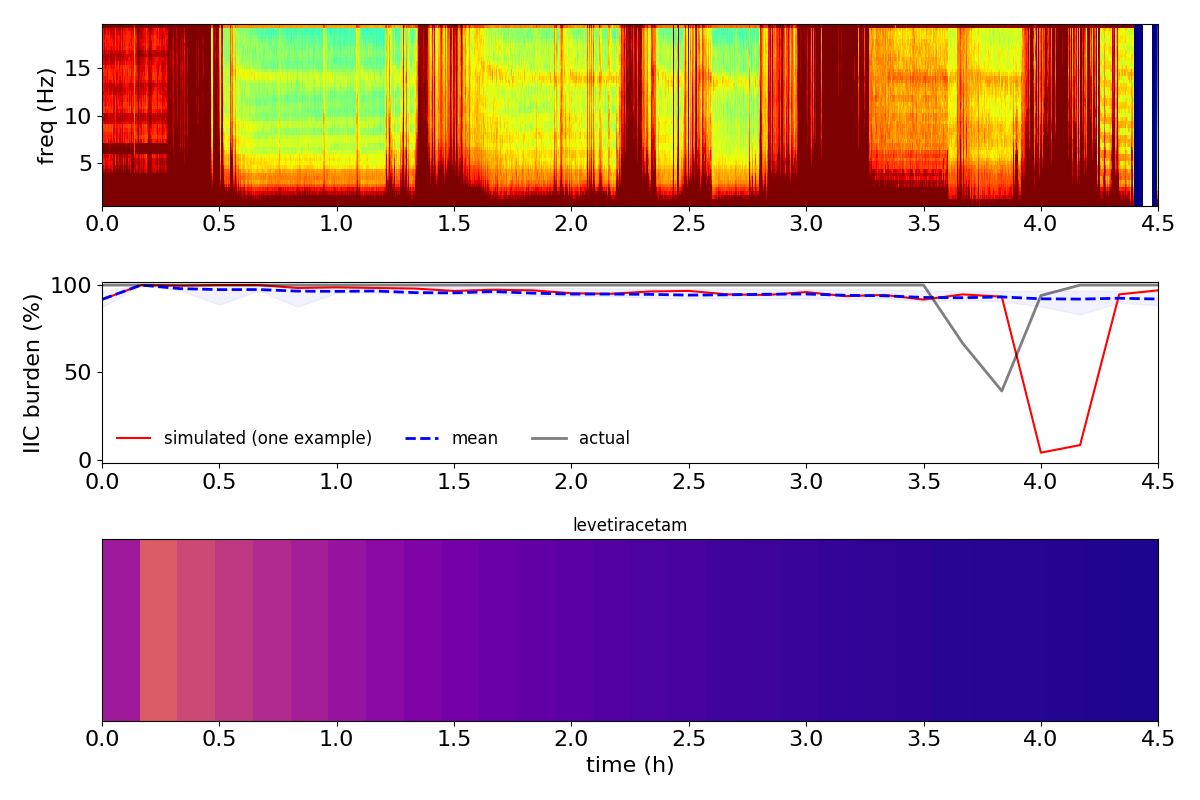 freq (Hz)
15
10
5
0.0 0.5 1.0 1.5 2.0 2.5 3.0 3.5 4.0 4.5
IIC burden (%)
100
50
0
simulated (one example) mean actual
0.0 0.5 1.0 1.5 2.0 2.5 3.0 3.5 4.0 4.5
levetiracetam
0.0 0.5 1.0 1.5 2.0 2.5 3.0 3.5 4.0 4.5
time (h)